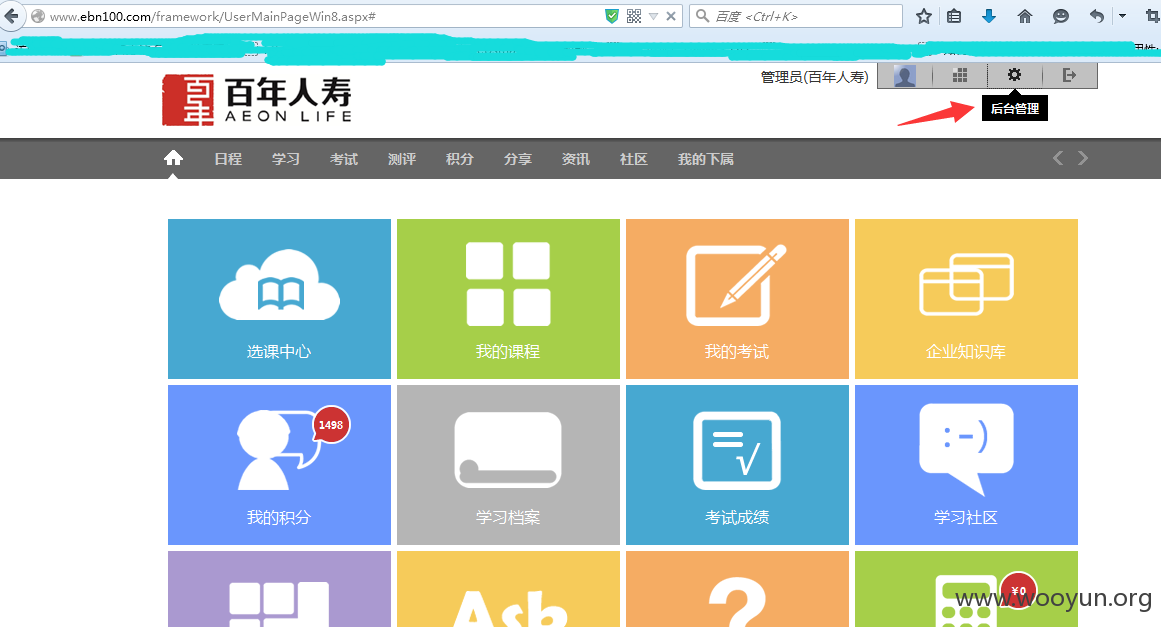 www.ebn100.com/framework/UserMainPageWin8.aspx#
百度 <Ctrl+K>
百年
百年人寿
AEON LIFE
管理员(百年人寿)
后台管理
日程 学习 考试 测评 积分 分享 资讯 社区 我的下属
选课中心 我的课程 我的考试 企业知识库
1498
我的积分 学习档案 考试成绩 学习社区
Ask
?
¥0
www.wooyun.org